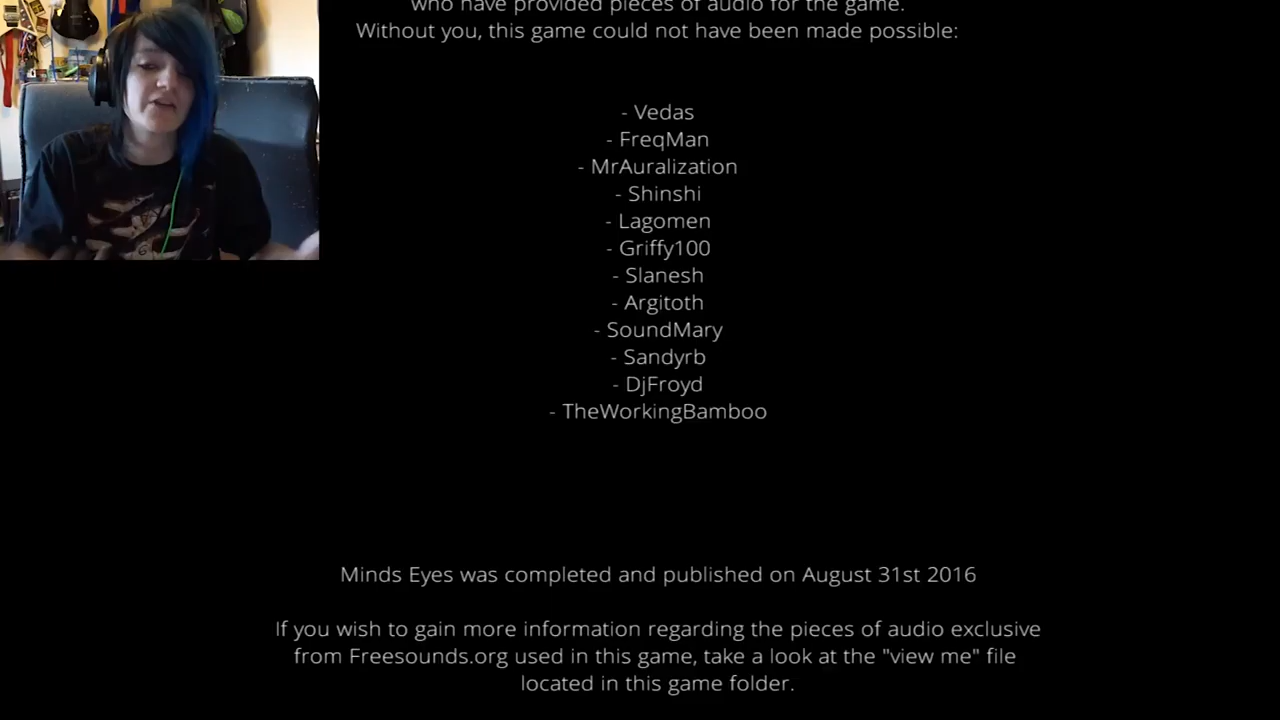 who have provided pieces of audio for the game.
Without you, this game could not have been made possible:
- Vedas
- FreqMan
- MrAuralization
- Shinshi
- Lagomen
- Griffy100
- Slanesh
- Argitoth
- SoundMary
- Sandyrb
- DjFroyd
- TheWorkingBamboo
Minds Eyes was completed and published on August 31st 2016
If you wish to gain more information regarding the pieces of audio exclusive
from Freesounds.org used in this game, take a look at the "view me" file
located in this game folder.